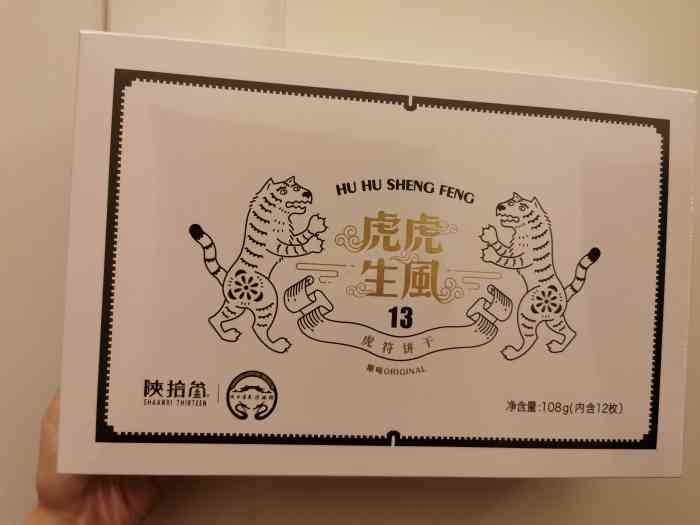 HU HU SHENG FENG
虎虎
生風
13
虎符饼干
原味ORIGINAL
陝拾叁
SHAANXI THIRTEEN
净含量:108g(内含12枚)